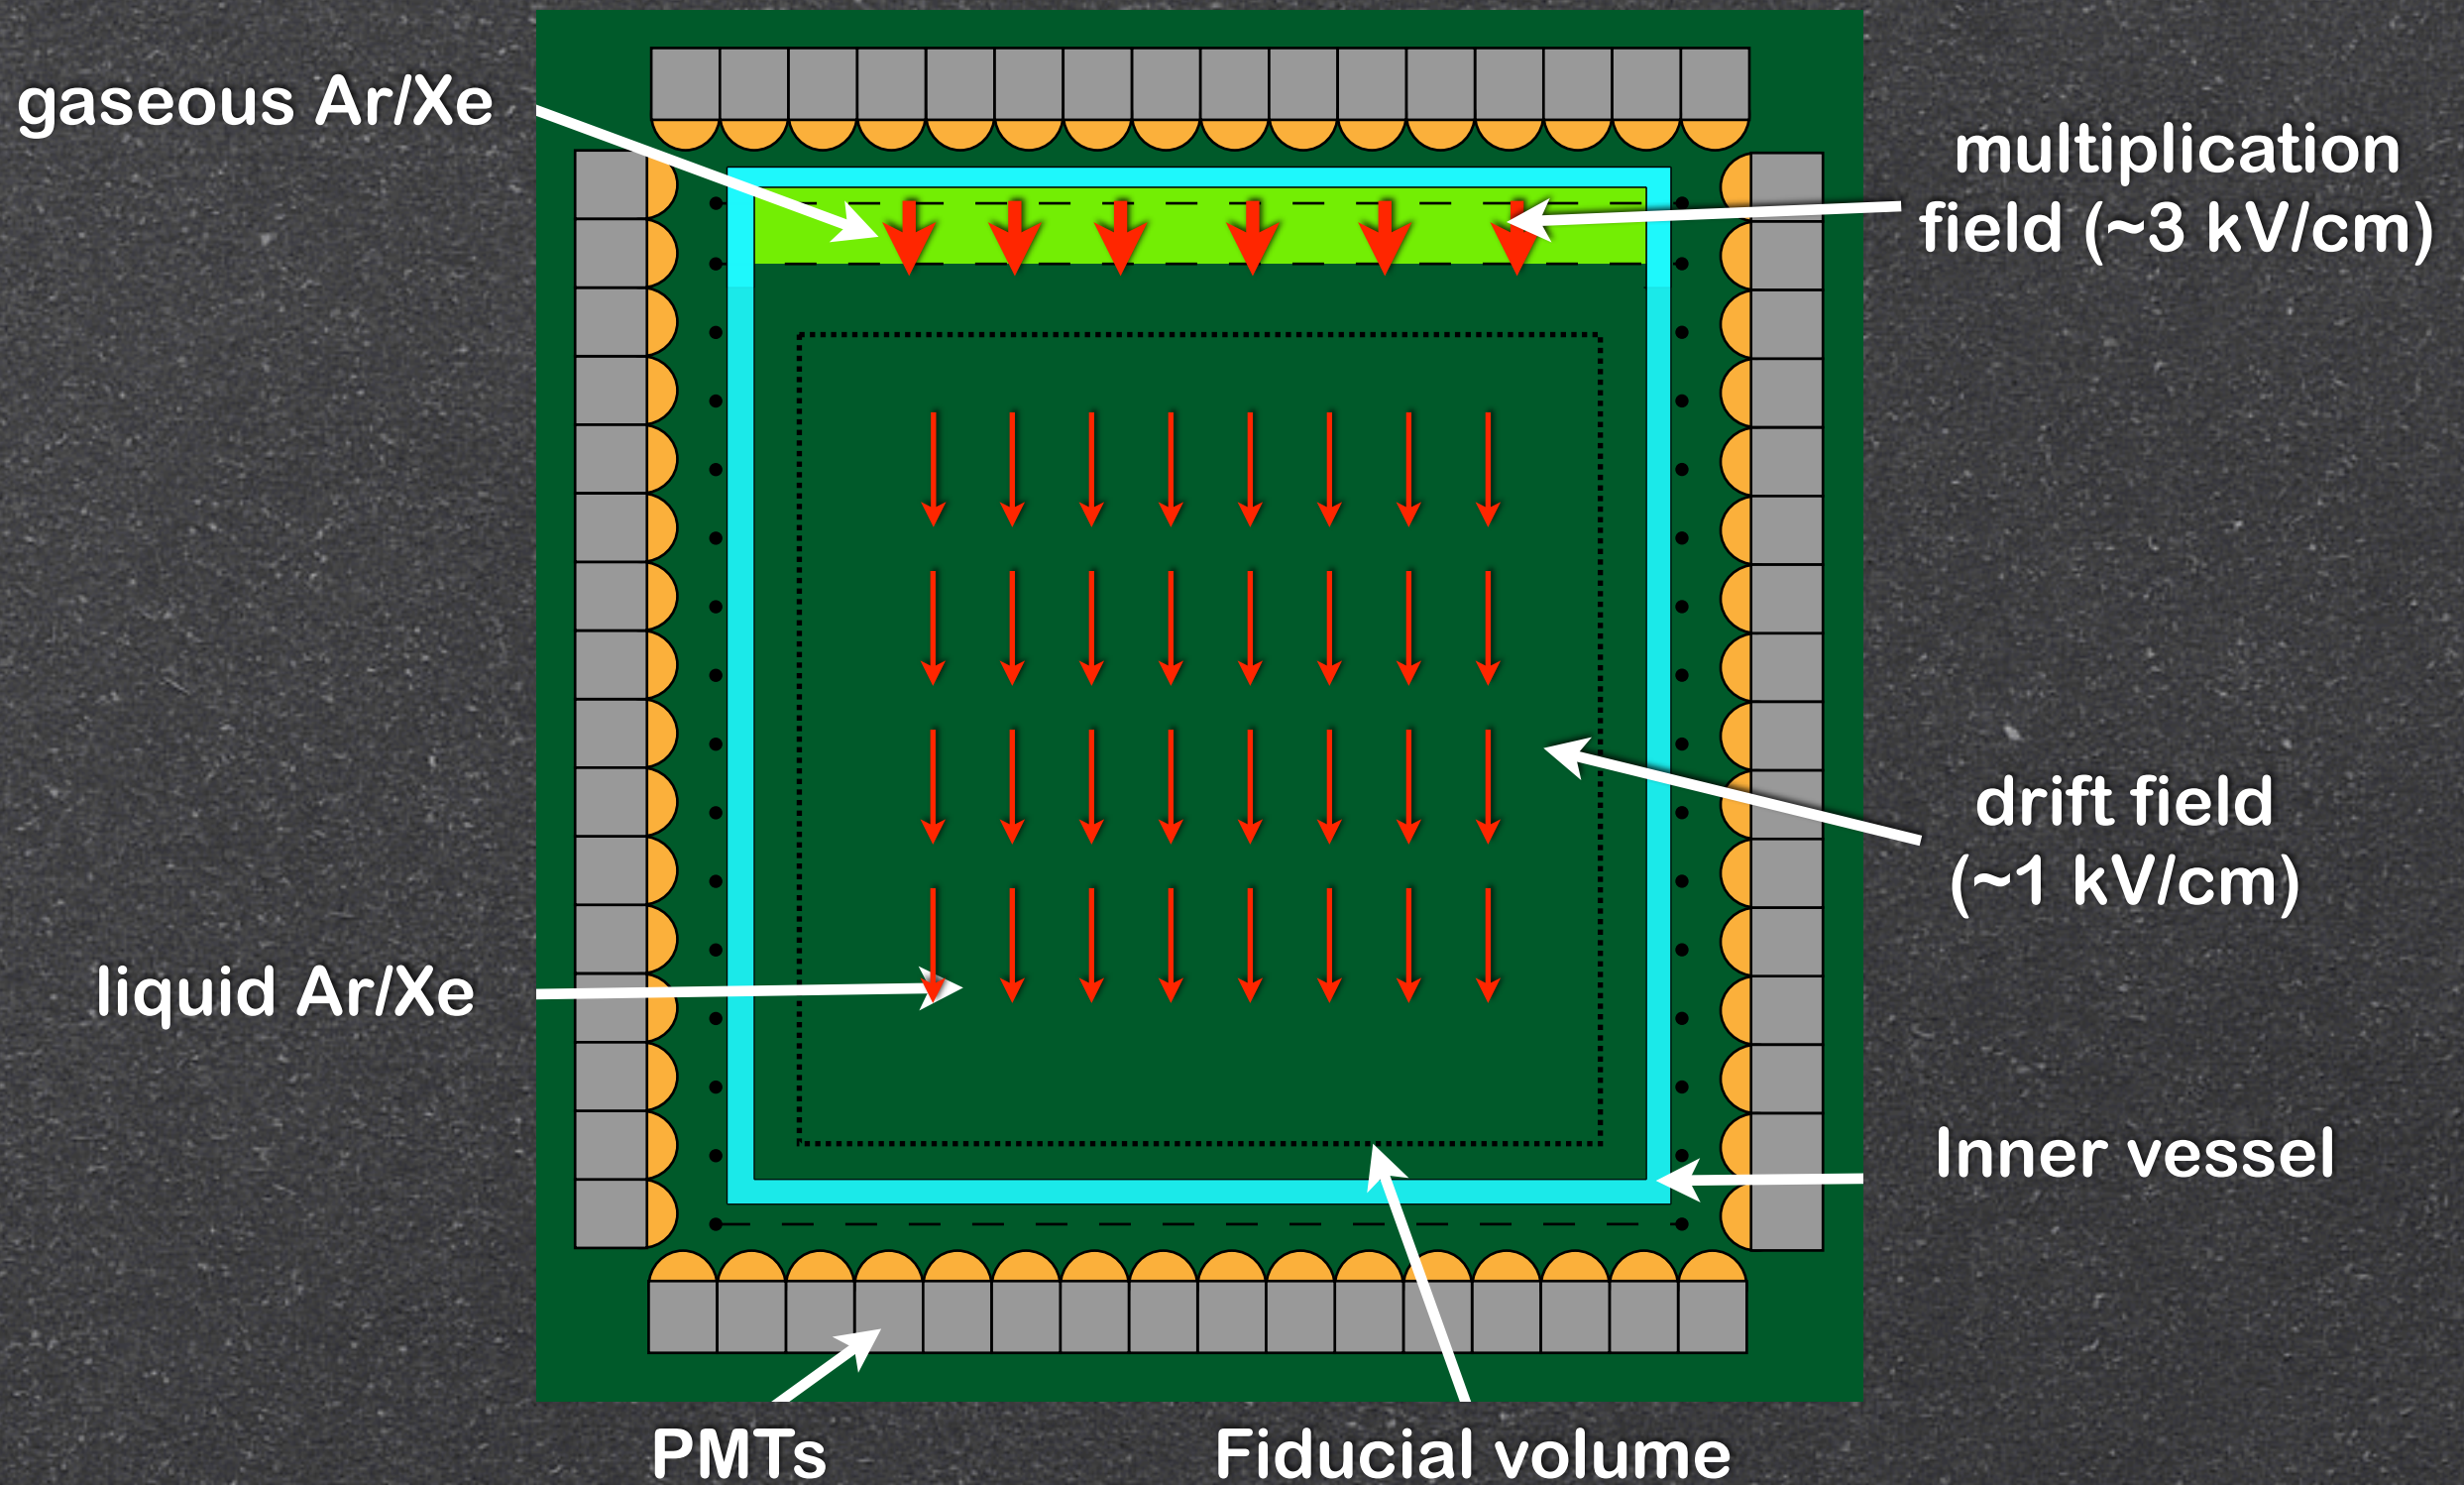 gaseous Ar/Xe
multiplication
field (~3 kV/cm)
drift field
(~1 kV/cm)
liquid Ar/Xe
Inner vessel
PMTs
Fiducial volume